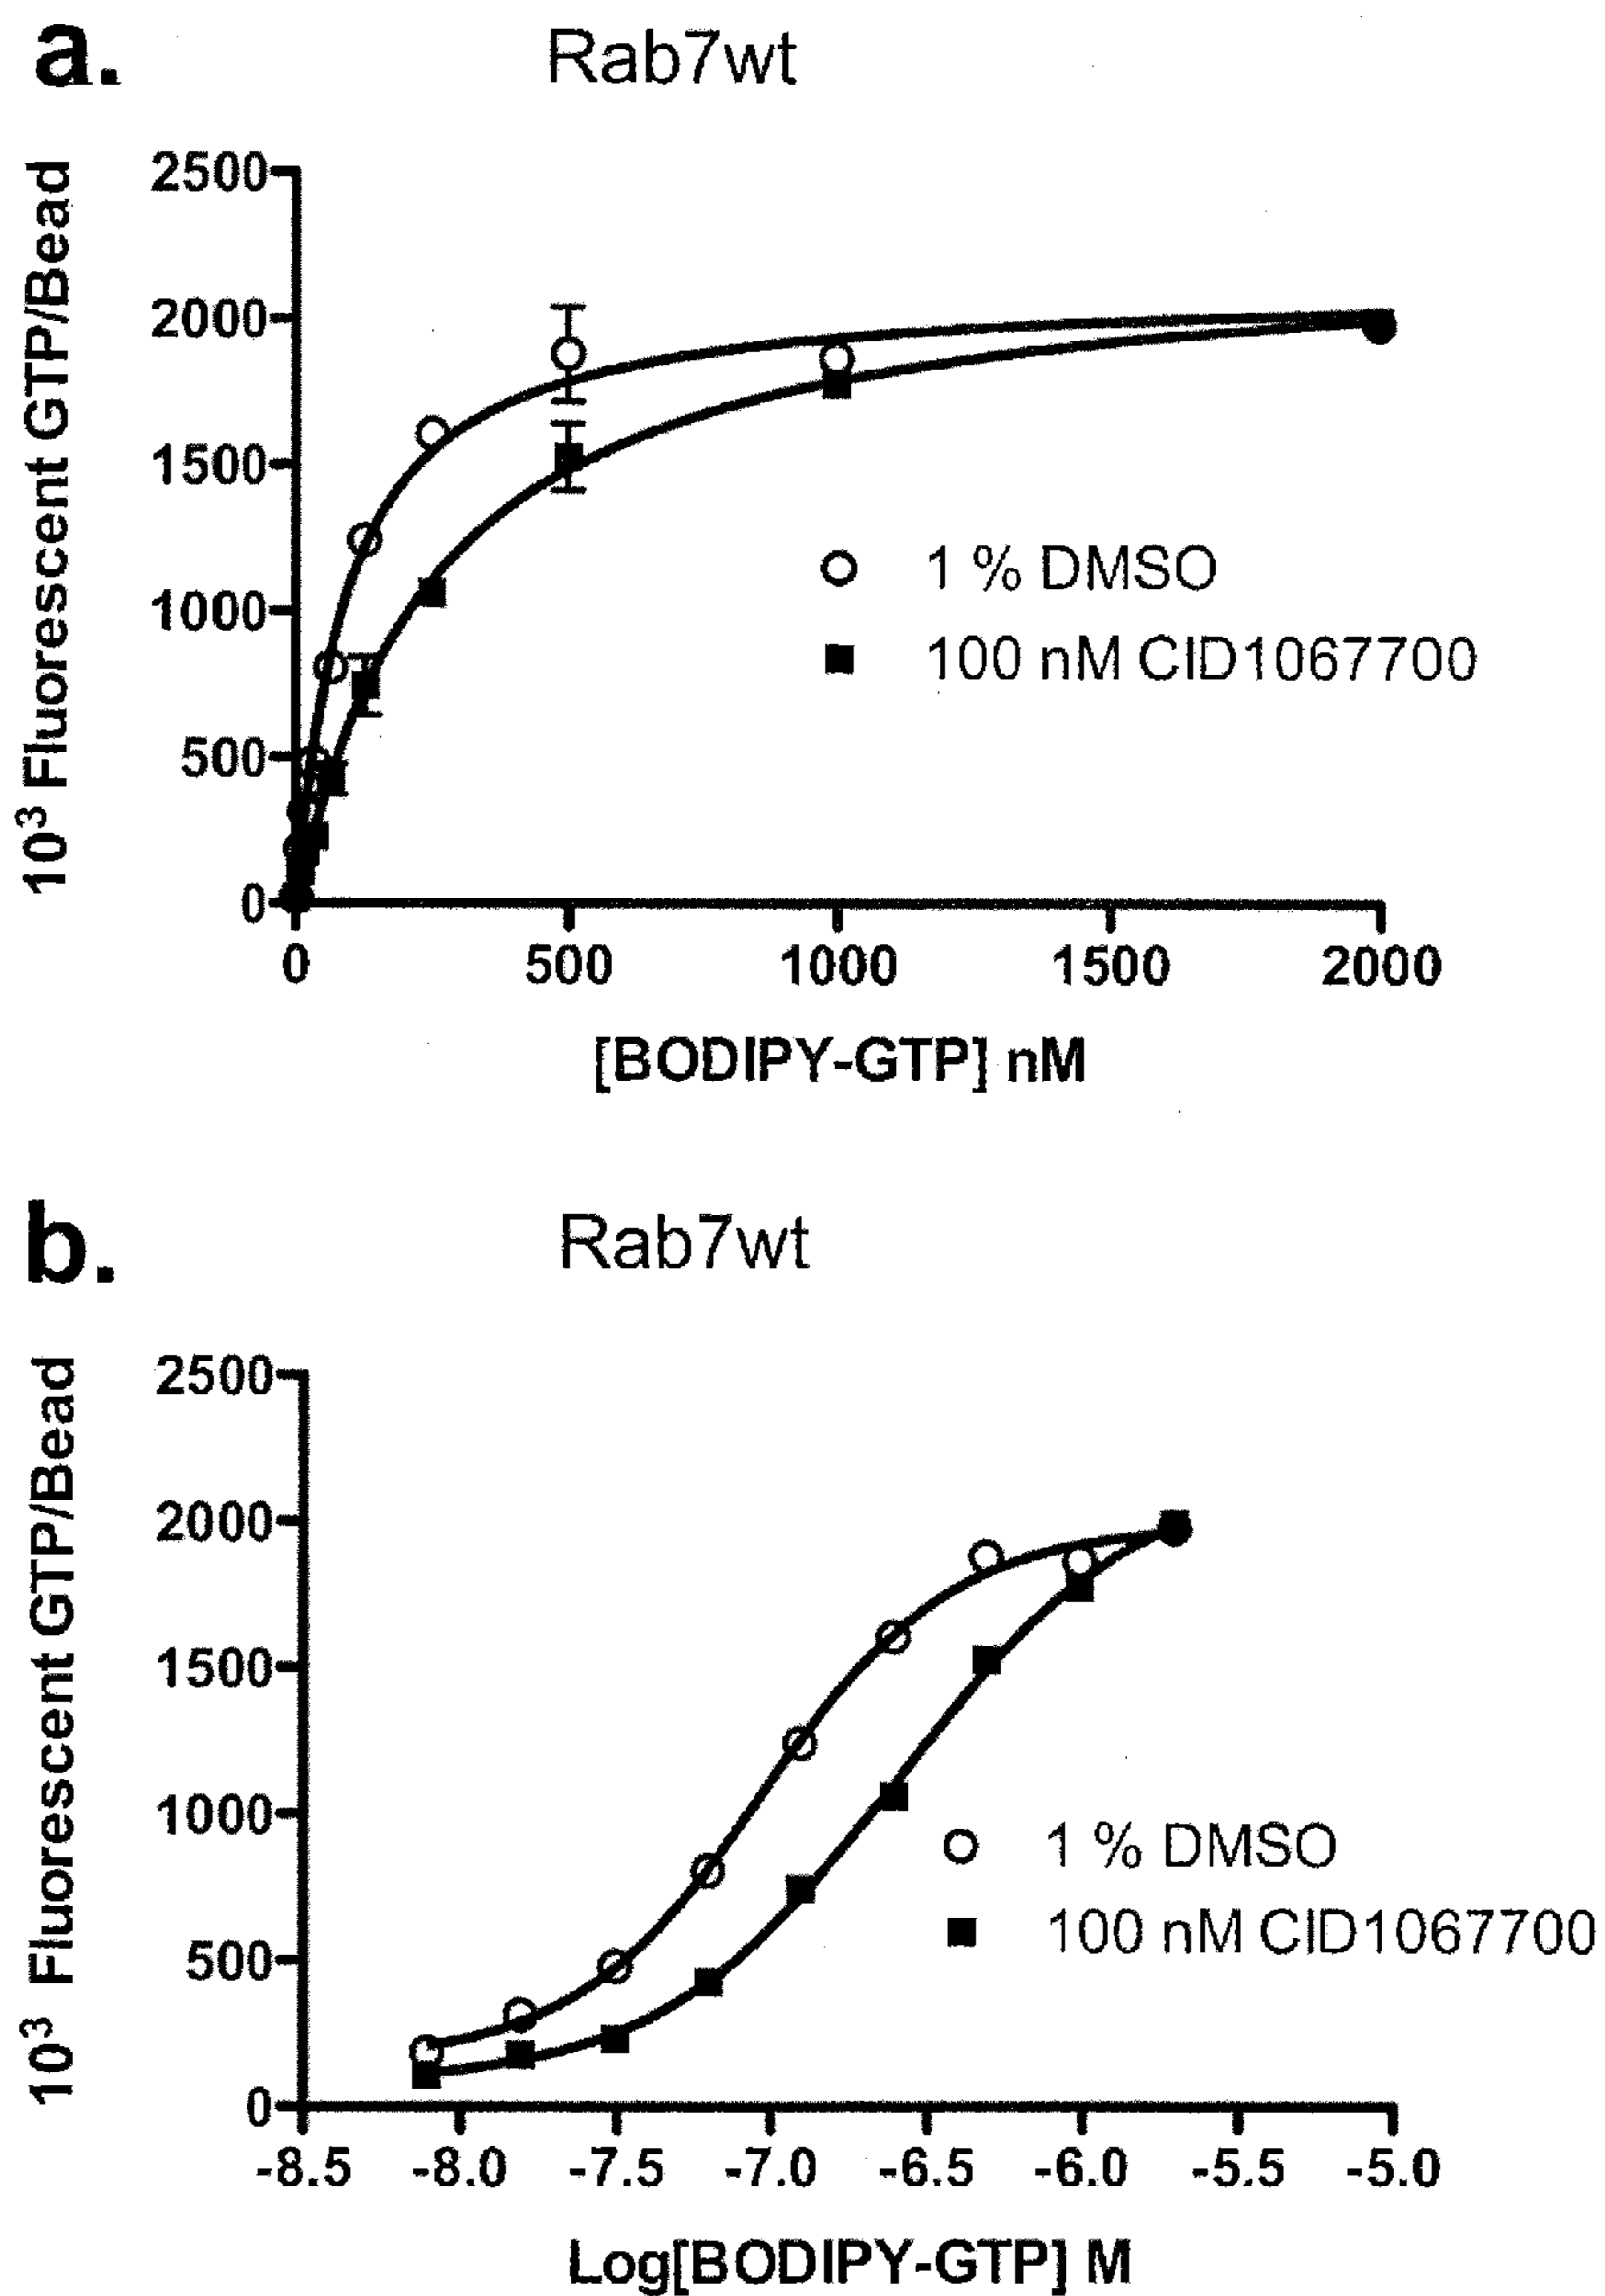 a.
Rab7wt
10³ Fluorescent GTP/Bead
2500
2000
1500
1000
500
0
1 % DMSO
100 nM CID1067700
0 500 1000 1500 2000
[BODIPY-GTP] nM
b.
Rab7wt
10³ Fluorescent GTP/Bead
2500
2000
1500
1000
500
0
1 % DMSO
100 nM CID1067700
-8.5 -8.0 -7.5 -7.0 -6.5 -6.0 -5.5 -5.0
Log[BODIPY-GTP] M